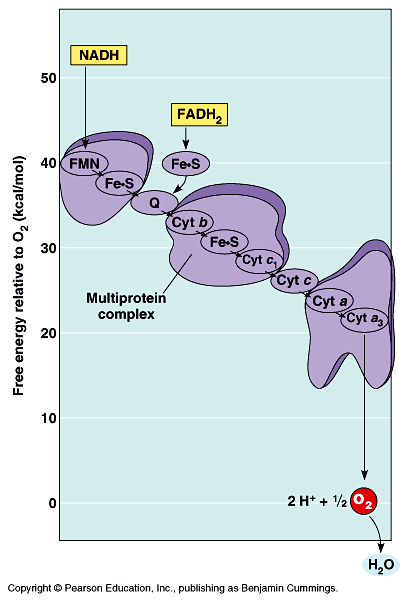 Free energy relative to O₂ (kcal/mol)
50
40
30
20
10
0
NADH
FADH₂
FMN
Fe•S
Fe•S
Q
Cyt b
Fe•S
Cyt c₁
Cyt c
Cyt a
Cyt a₃
Multiprotein
complex
2 H⁺ + ½ O₂
H₂O
Copyright © Pearson Education, Inc., publishing as Benjamin Cummings.